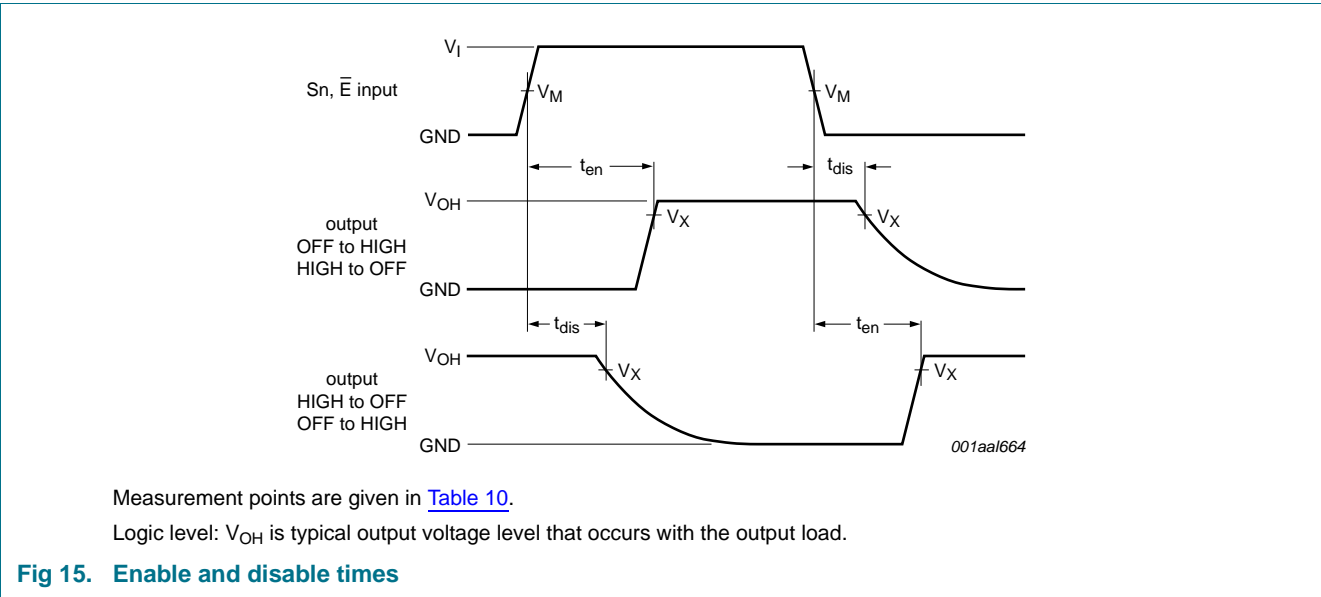 V_I
Sn, E̅ input
V_M
V_M
GND
t_en
t_dis
V_OH
output
OFF to HIGH
HIGH to OFF
V_X
V_X
GND
t_dis
t_en
V_OH
output
HIGH to OFF
OFF to HIGH
V_X
V_X
GND
001aal664
Measurement points are given in Table 10.
Logic level: V_OH is typical output voltage level that occurs with the output load.
Fig 15. Enable and disable times